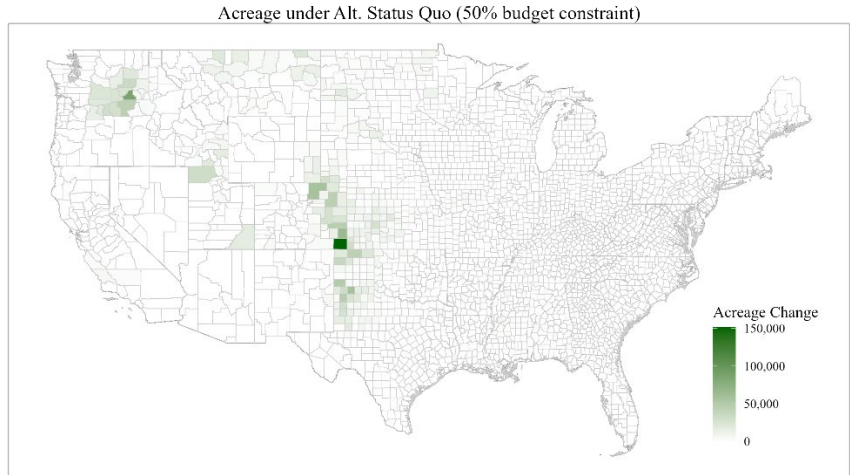 Acreage under Alt. Status Quo (50% budget constraint)
Acreage Change
150,000
100,000
50,000
0